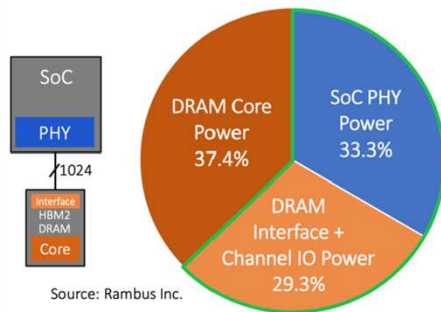 SoC
PHY
1024
Interface
HBM2
DRAM
Core
Source: Rambus Inc.
DRAM Core
Power
37.4%
SoC PHY
Power
33.3%
DRAM
Interface +
Channel IO Power
29.3%